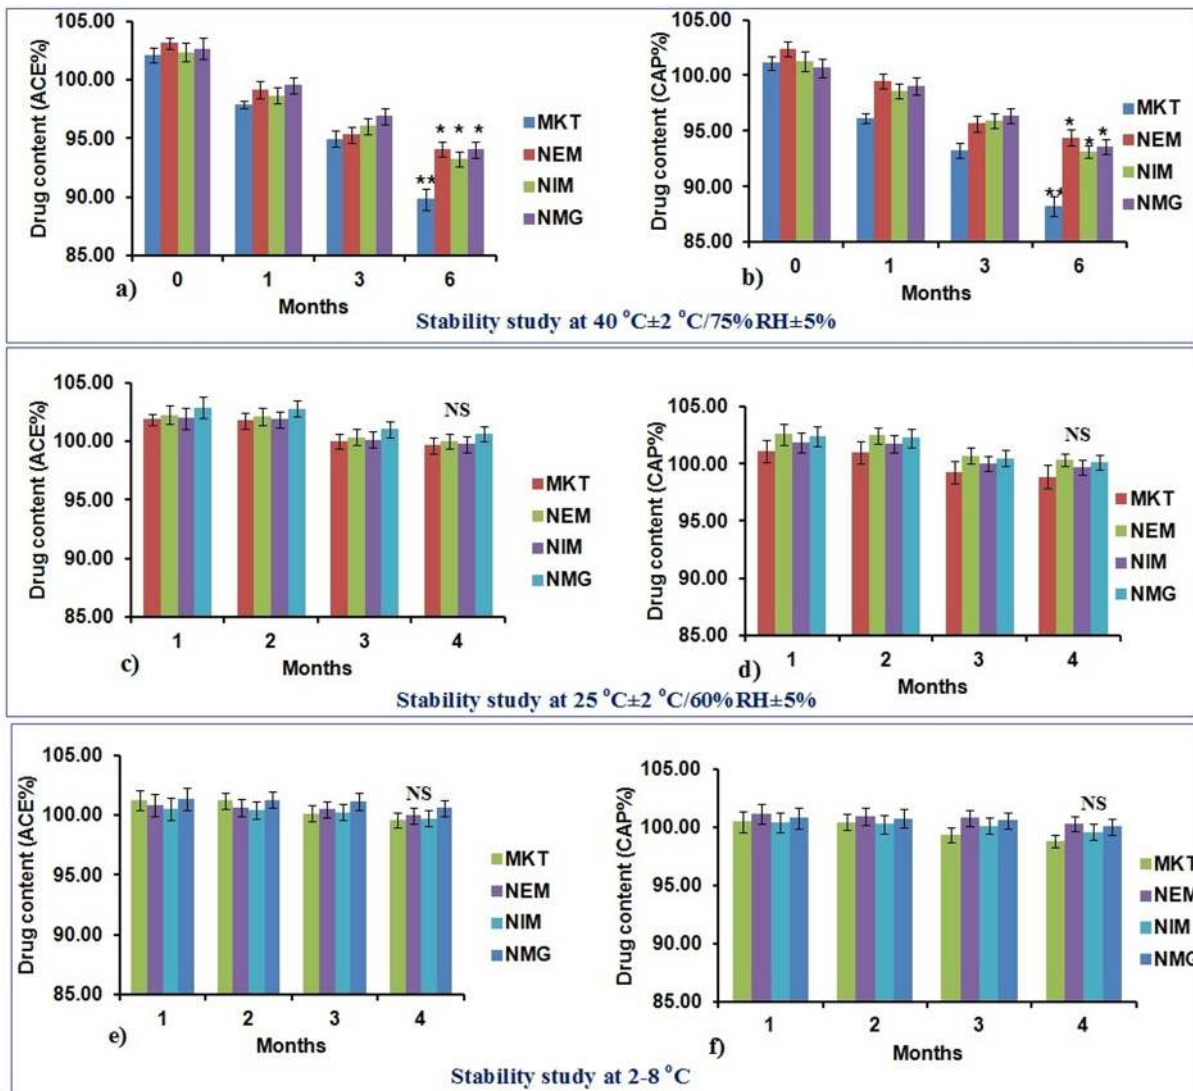 Drug content (ACE%)
105.00
100.00
95.00
90.00
85.00
** * * *
0 1 3 6
Months
a)
MKT
NEM
NIM
NMG
Drug content (CAP%)
105.00
100.00
95.00
90.00
85.00
** * * *
0 1 3 6
Months
b)
MKT
NEM
NIM
NMG
Stability study at 40 °C±2 °C/75%RH±5%
Drug content (ACE%)
105.00
100.00
95.00
90.00
85.00
NS
1 2 3 4
Months
c)
MKT
NEM
NIM
NMG
Drug content (CAP%)
105.00
100.00
95.00
90.00
85.00
NS
1 2 3 4
Months
d)
MKT
NEM
NIM
NMG
Stability study at 25 °C±2 °C/60%RH±5%
Drug content (ACE%)
105.00
100.00
95.00
90.00
85.00
NS
1 2 3 4
Months
e)
MKT
NEM
NIM
NMG
Drug content (CAP%)
105.00
100.00
95.00
90.00
85.00
NS
1 2 3 4
Months
f)
MKT
NEM
NIM
NMG
Stability study at 2-8 °C